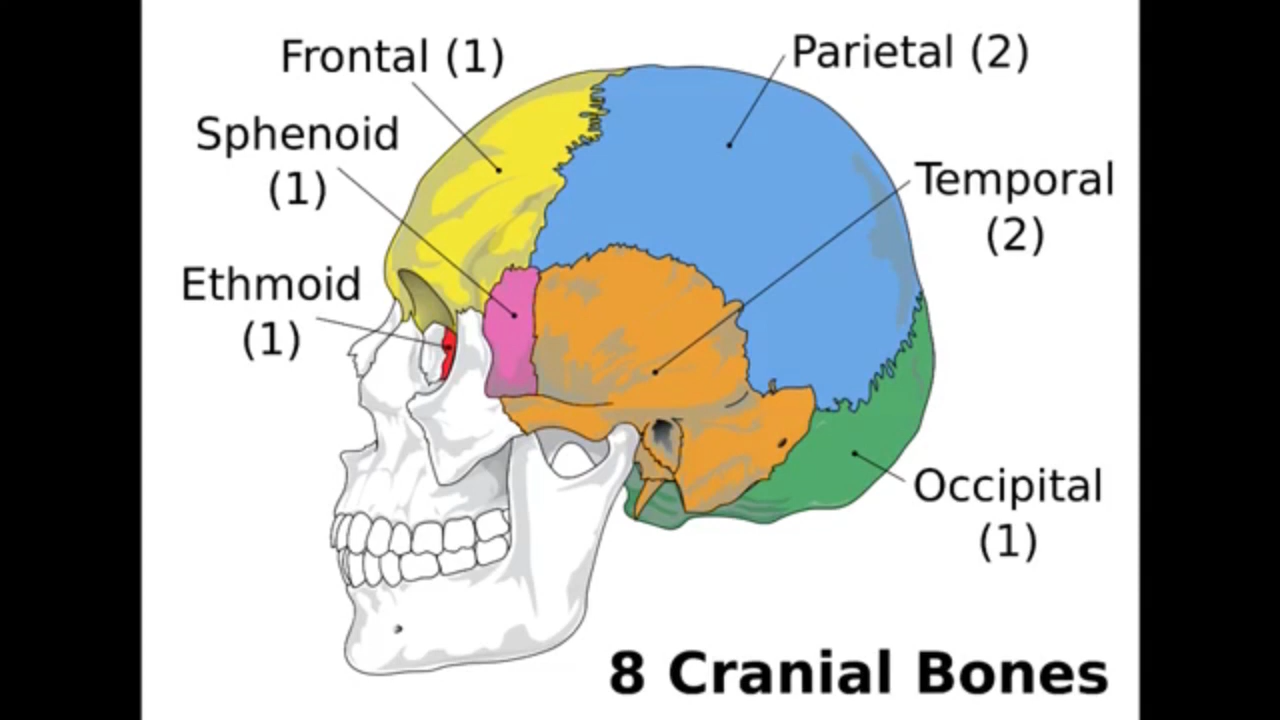 Frontal (1)
Parietal (2)
Sphenoid
(1)
Temporal
(2)
Ethmoid
(1)
Occipital
(1)
8 Cranial Bones